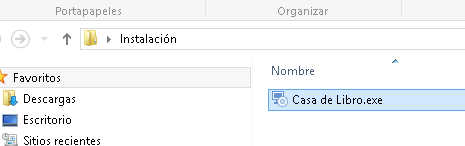 Portapapeles Organizar
Instalación
Favoritos
Nombre
Descargas
Casa de Libro.exe
Escritorio
Sitios recientes